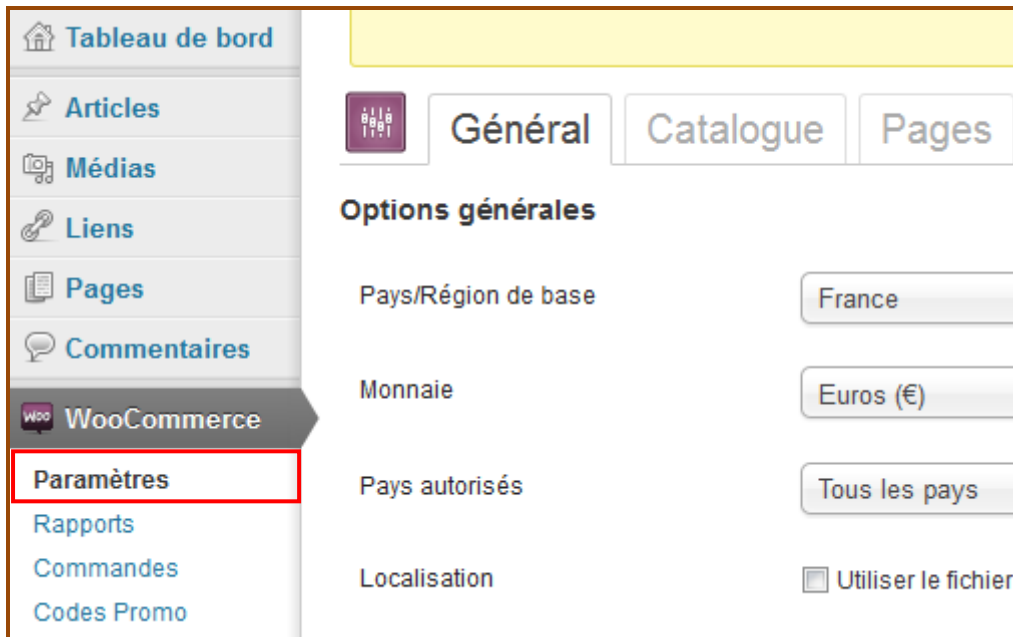 Tableau de bord
Articles
Médias
Liens
Pages
Commentaires
WOO WooCommerce
Paramètres
Rapports
Commandes
Codes Promo
Général Catalogue Pages
Options générales
Pays/Région de base France
Monnaie Euros (€)
Pays autorisés Tous les pays
Localisation Utiliser le fichier